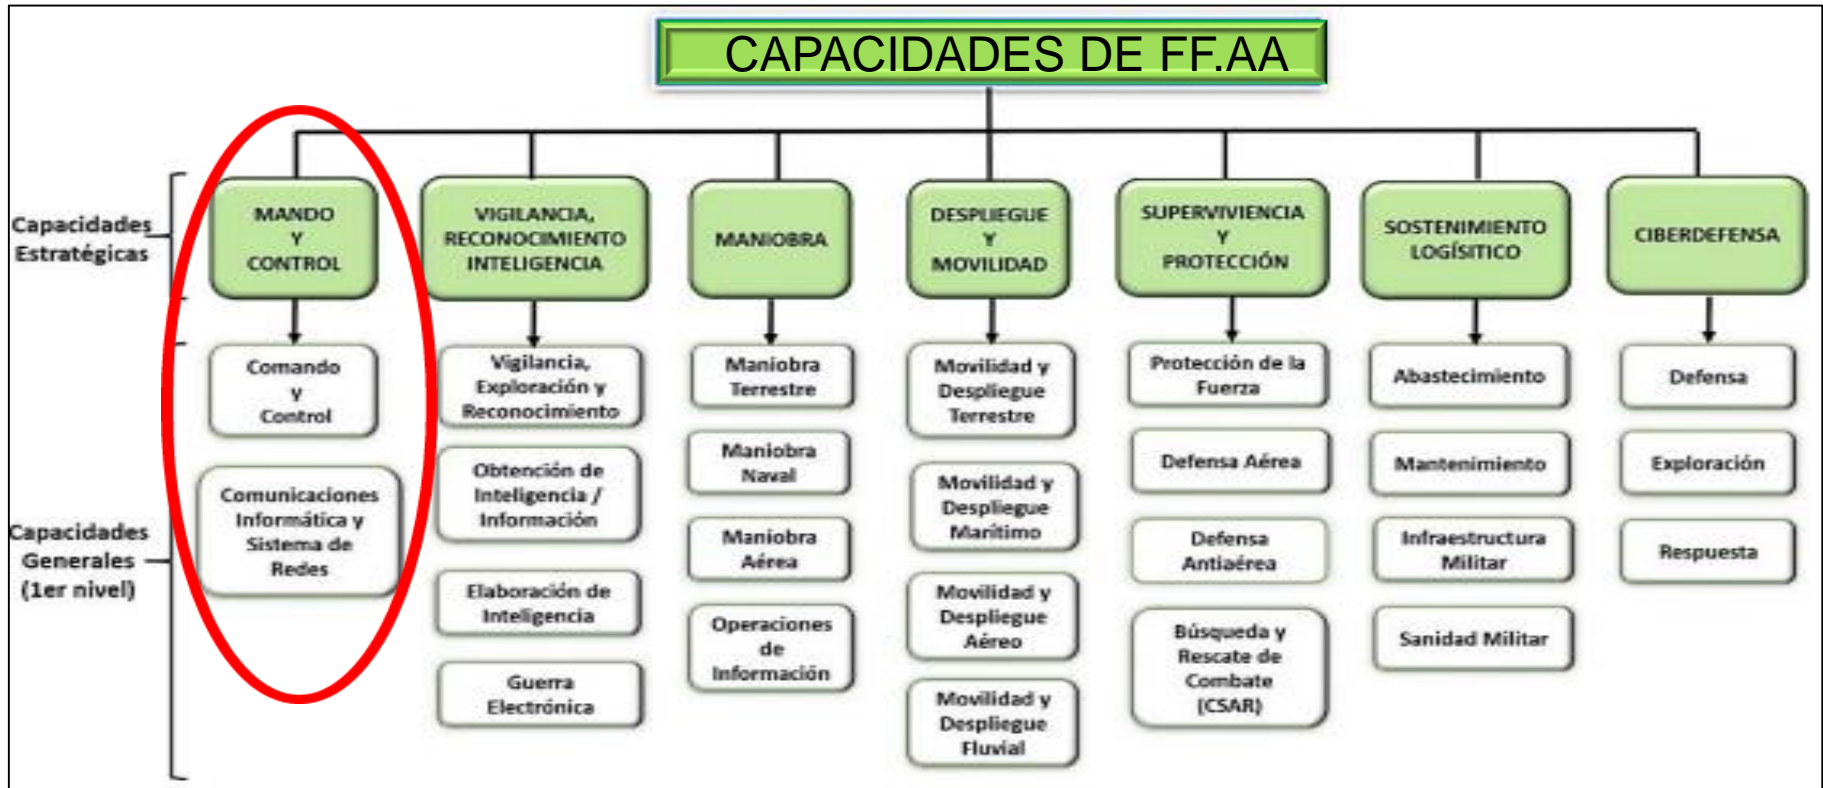 CAPACIDADES DE FF.AA
Capacidades
Estratégicas
MANDO
Y
CONTROL
VIGILANCIA,
RECONOCIMIENTO
INTELIGENCIA
MANIOBRA
DESPLIEGUE
Y
MOVILIDAD
SUPERVIVIENCIA
Y
PROTECCIÓN
SOSTENIMIENTO
LOGÍSITICO
CIBERDEFENSA
Capacidades
Generales
(1er nivel)
Comando
y
Control
Comunicaciones
Informática y
Sistema de
Redes
Vigilancia,
Exploración y
Reconocimiento
Obtención de
Inteligencia /
Información
Elaboración de
Inteligencia
Guerra
Electrónica
Maniobra
Terrestre
Maniobra
Naval
Maniobra
Aérea
Operaciones
de
Información
Movilidad y
Despliegue
Terrestre
Movilidad y
Despliegue
Marítimo
Movilidad y
Despliegue
Aéreo
Movilidad y
Despliegue
Fluvial
Protección de la
Fuerza
Defensa Aérea
Defensa
Antiaérea
Búsqueda y
Rescate de
Combate
(CSAR)
Abastecimiento
Mantenimiento
Infraestructura
Militar
Sanidad Militar
Defensa
Exploración
Respuesta